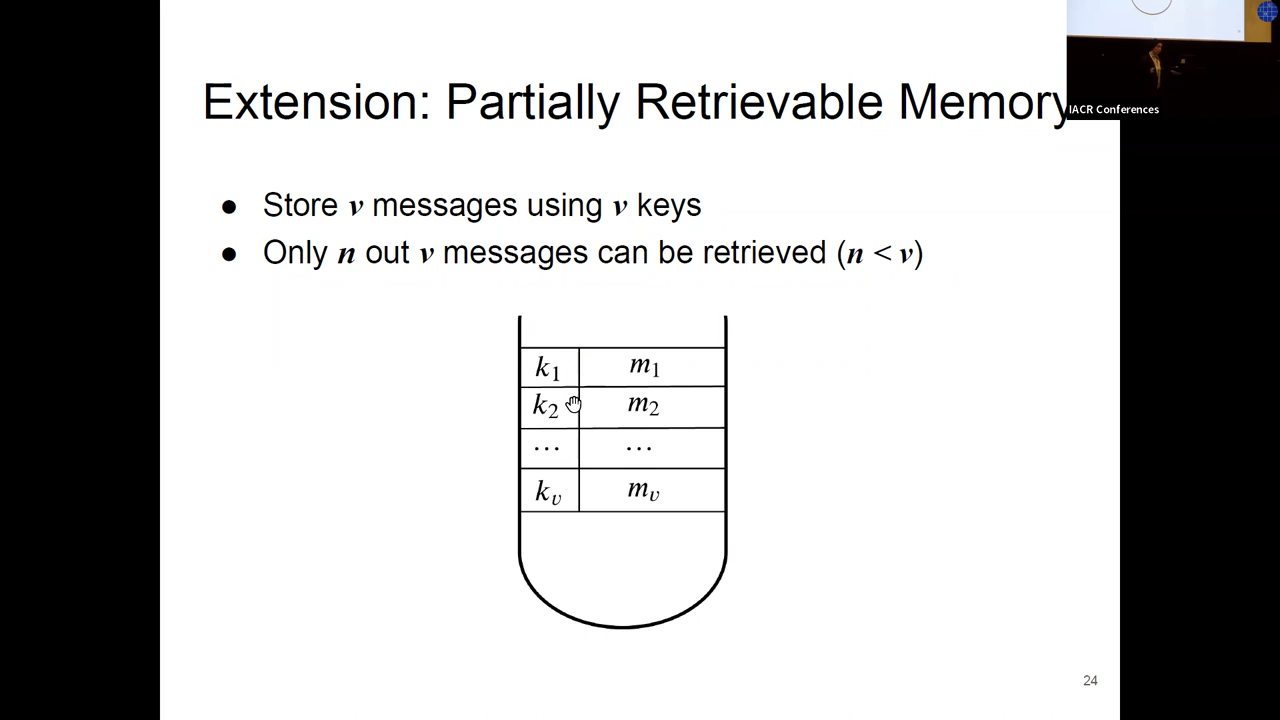 Extension: Partially Retrievable Memory
IACR Conferences
● Store v messages using v keys
● Only n out v messages can be retrieved (n < v)
k₁ m₁
k₂ m₂
... ...
kᵥ mᵥ
24